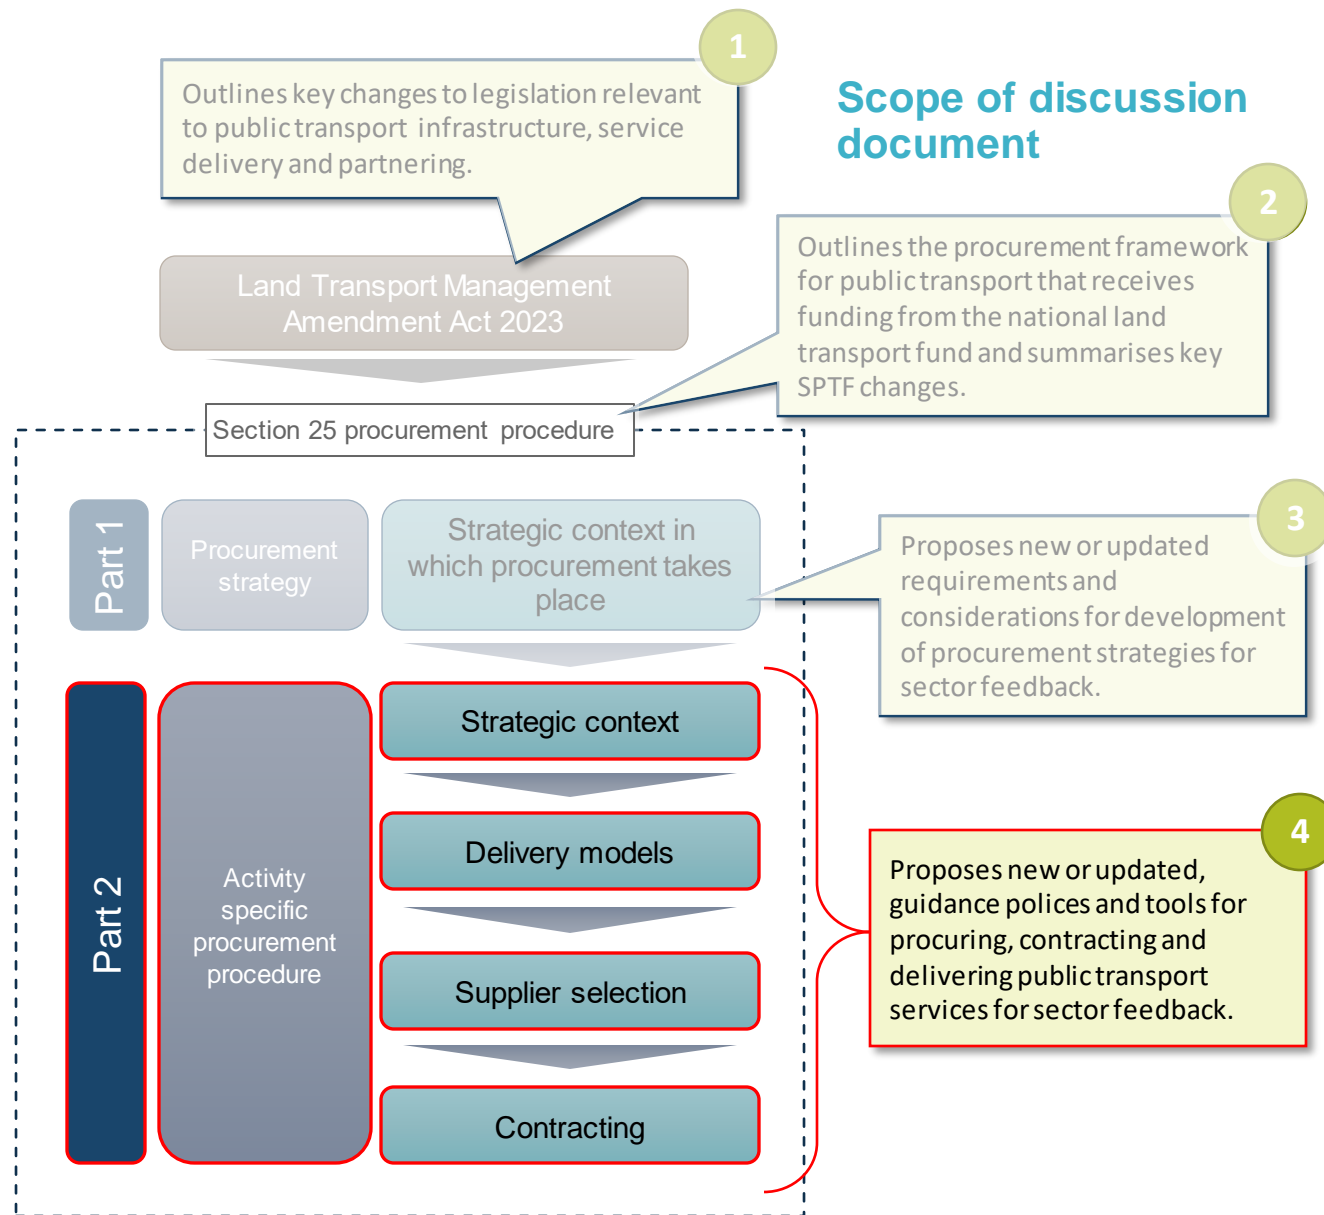 1
Outlines key changes to legislation relevant
to public transport infrastructure, service
delivery and partnering.
Scope of discussion
document
2
Outlines the procurement framework
for public transport that receives
funding from the national land
transport fund and summarises key
SPTF changes.
Land Transport Management
Amendment Act 2023
Section 25 procurement procedure
Part 1
Procurement
strategy
Strategic context in
which procurement takes
place
3
Proposes new or updated
requirements and
considerations for development
of procurement strategies for
sector feedback.
Part 2
Activity
specific
procurement
procedure
Strategic context
Delivery models
Supplier selection
Contracting
4
Proposes new or updated,
guidance polices and tools for
procuring, contracting and
delivering public transport
services for sector feedback.